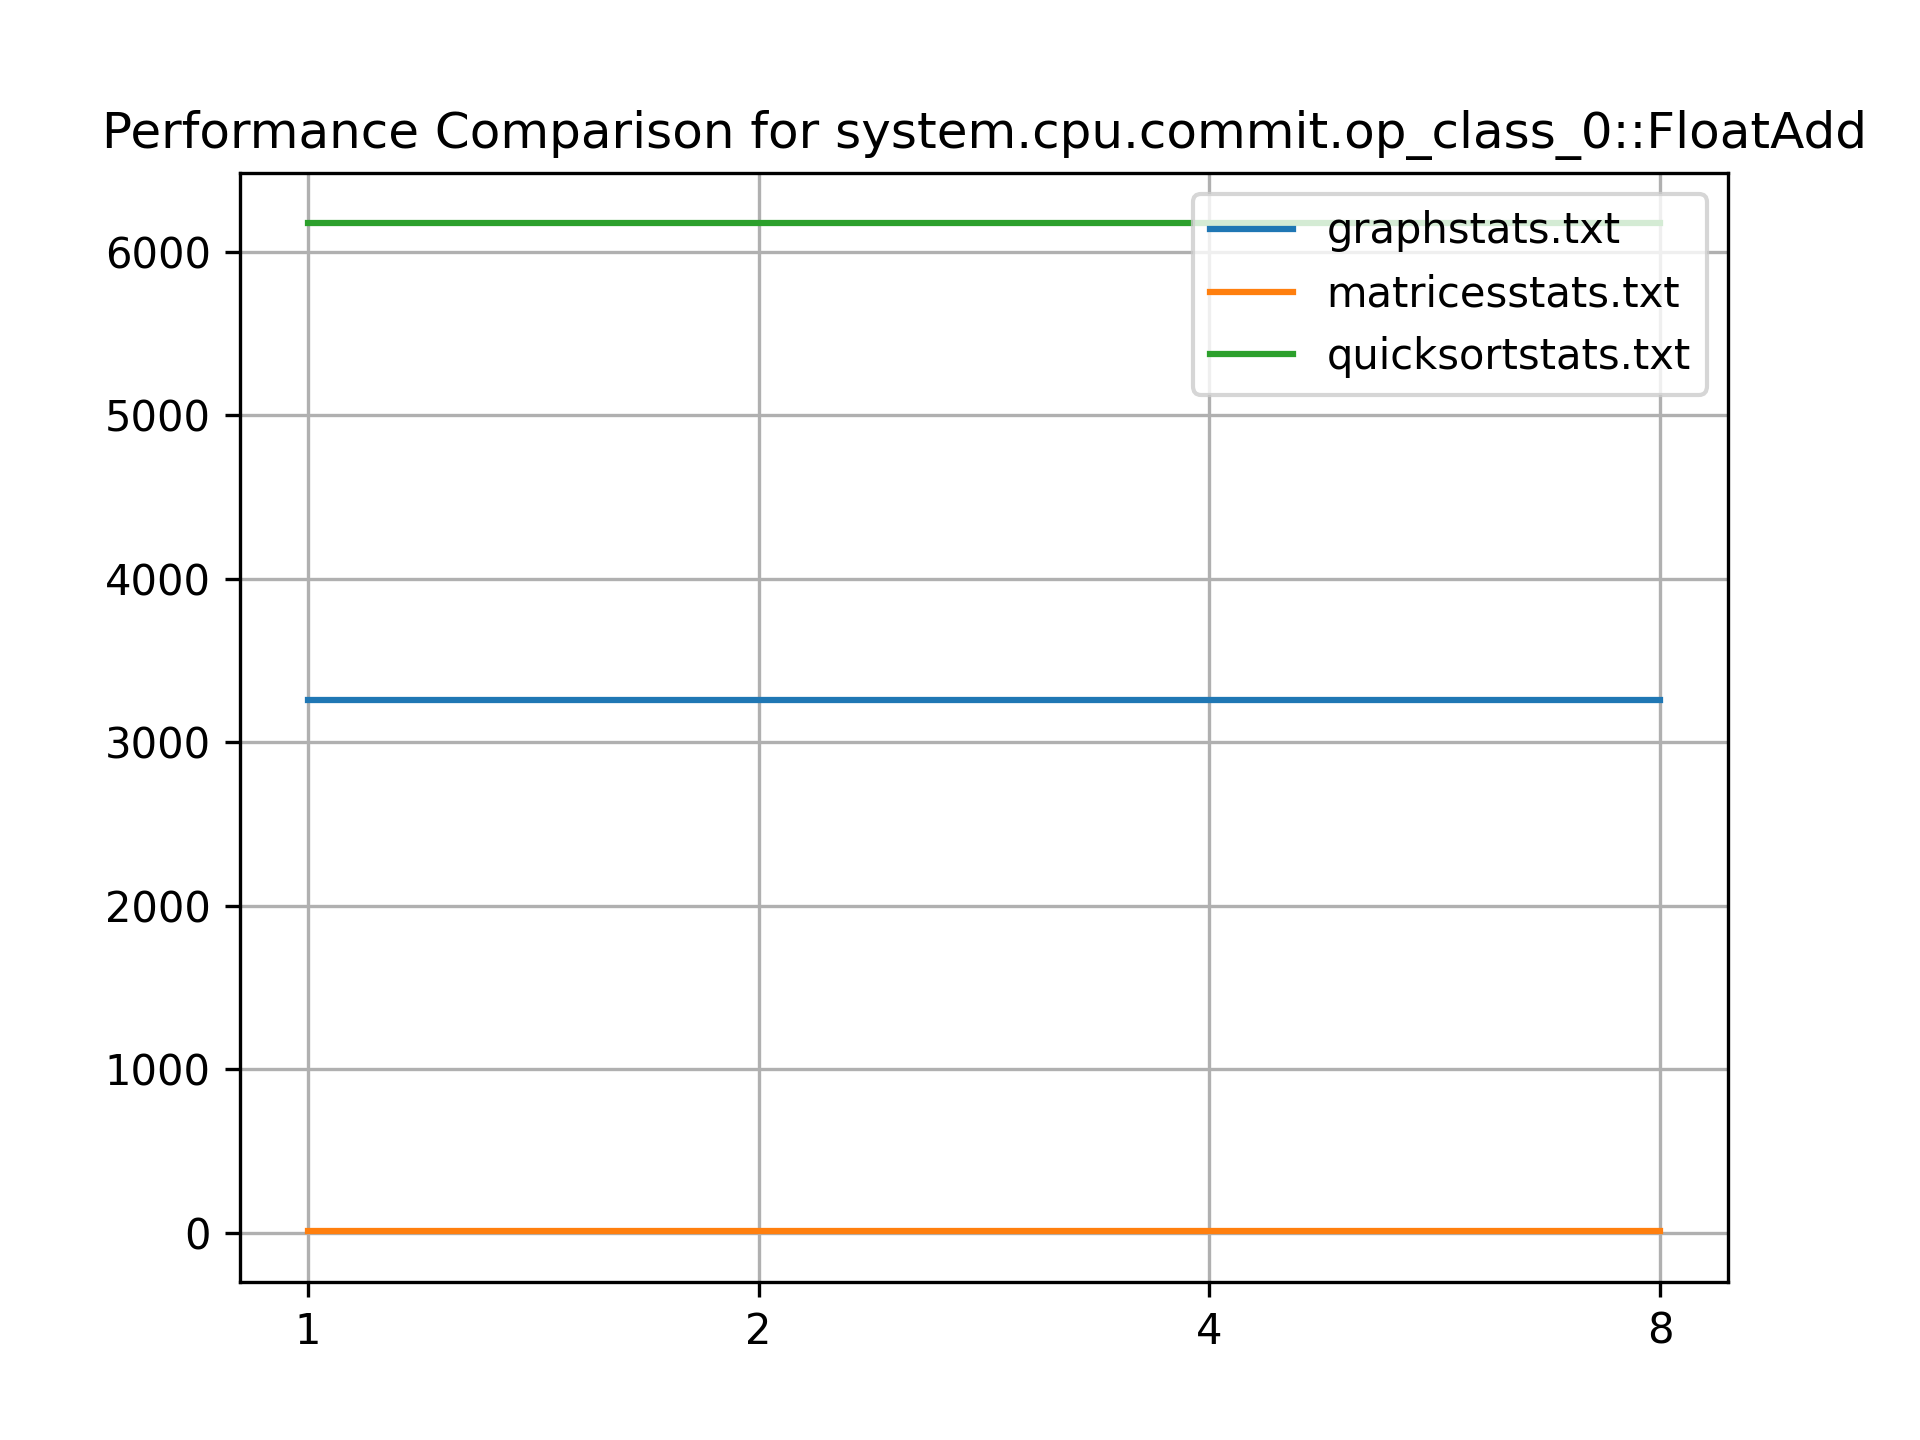 Performance Comparison for system.cpu.commit.op_class_0::FloatAdd
graphstats.txt
matricesstats.txt
quicksortstats.txt
6000
5000
4000
3000
2000
1000
0
1 2 4 8